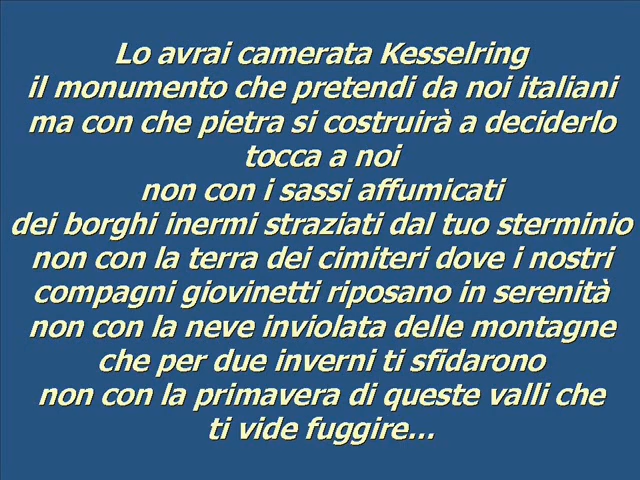 Lo avrai camerata Kesselring
il monumento che pretendi da noi italiani
ma con che pietra si costruirà a deciderlo
tocca a noi
non con i sassi affumicati
dei borghi inermi straziati dal tuo sterminio
non con la terra dei cimiteri dove i nostri
compagni giovinetti riposano in serenità
non con la neve inviolata delle montagne
che per due inverni ti sfidarono
non con la primavera di queste valli che
ti vide fuggire...